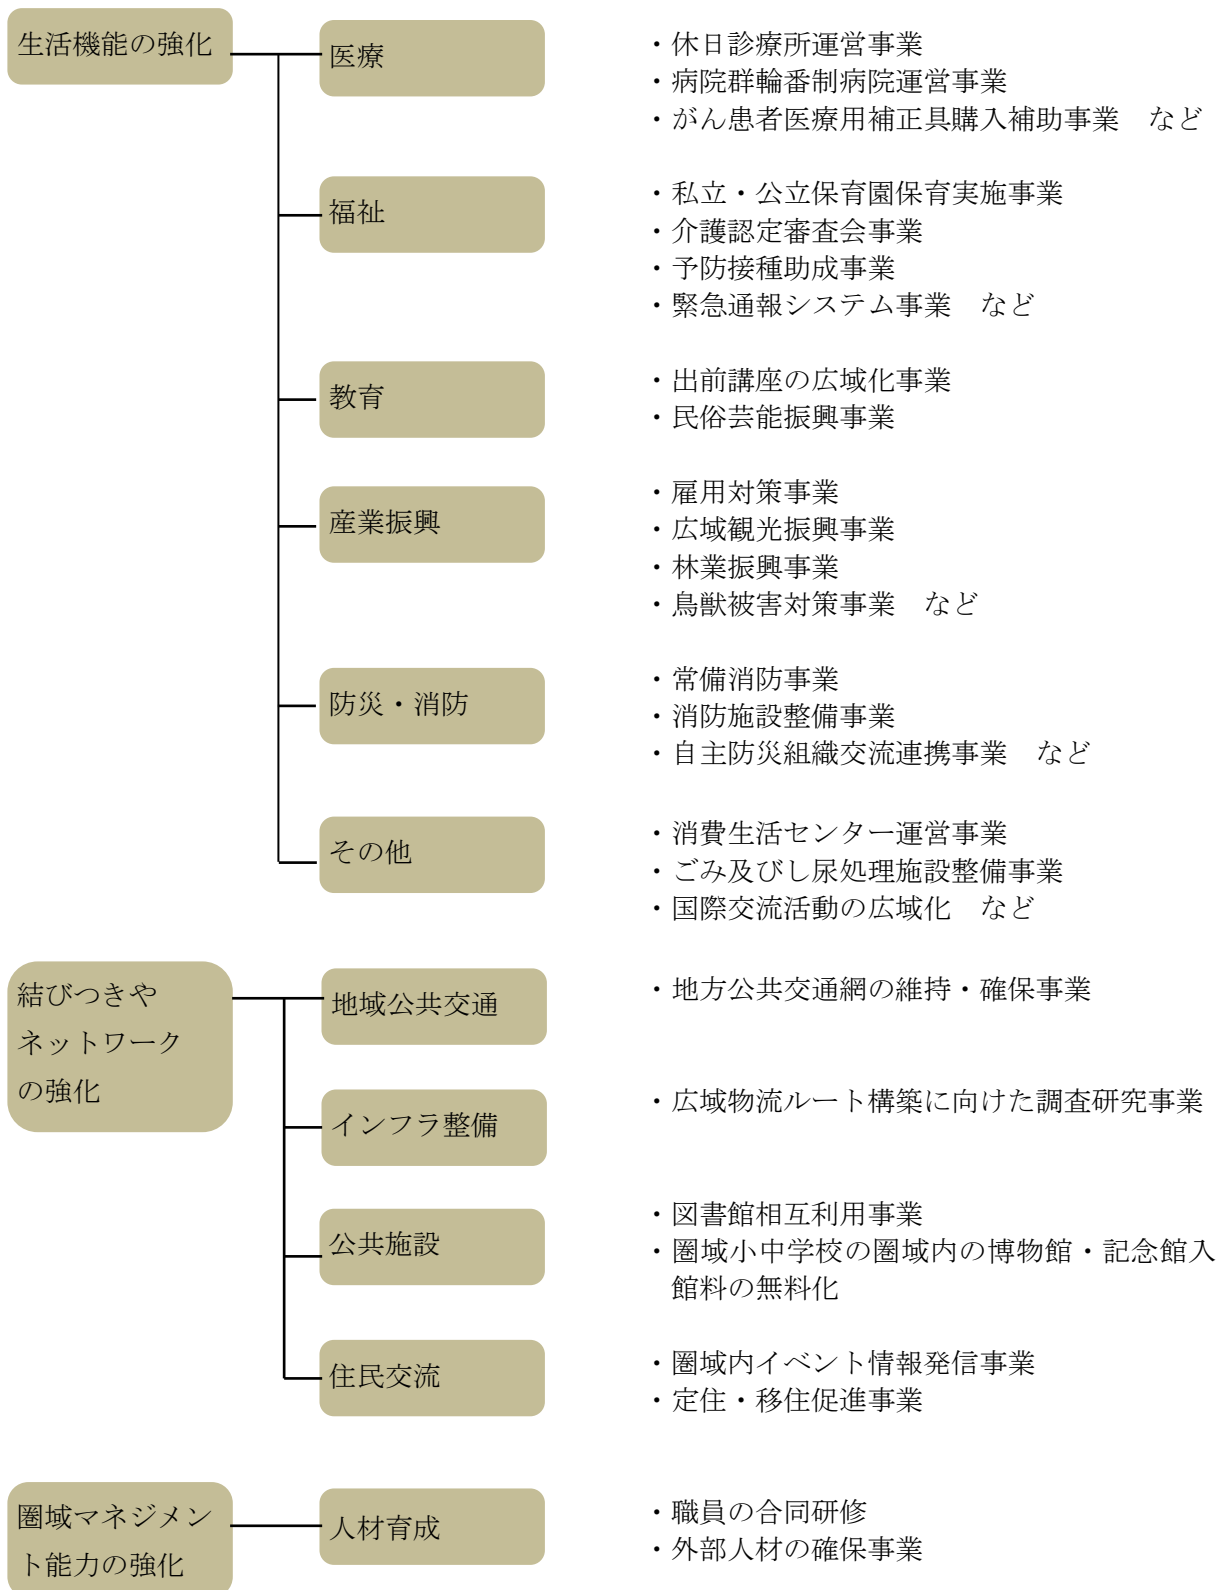 生活機能の強化
医療
・休日診療所運営事業
・病院群輪番制病院運営事業
・がん患者医療用補正具購入補助事業　など
福祉
・私立・公立保育園保育実施事業
・介護認定審査会事業
・予防接種助成事業
・緊急通報システム事業　など
教育
・出前講座の広域化事業
・民俗芸能振興事業
産業振興
・雇用対策事業
・広域観光振興事業
・林業振興事業
・鳥獣被害対策事業　など
防災・消防
・常備消防事業
・消防施設整備事業
・自主防災組織交流連携事業　など
その他
・消費生活センター運営事業
・ごみ及びし尿処理施設整備事業
・国際交流活動の広域化　など
結びつきや
ネットワーク
の強化
地域公共交通
・地方公共交通網の維持・確保事業
インフラ整備
・広域物流ルート構築に向けた調査研究事業
公共施設
・図書館相互利用事業
・圏域小中学校の圏域内の博物館・記念館入
館料の無料化
住民交流
・圏域内イベント情報発信事業
・定住・移住促進事業
圏域マネジメン
ト能力の強化
人材育成
・職員の合同研修
・外部人材の確保事業